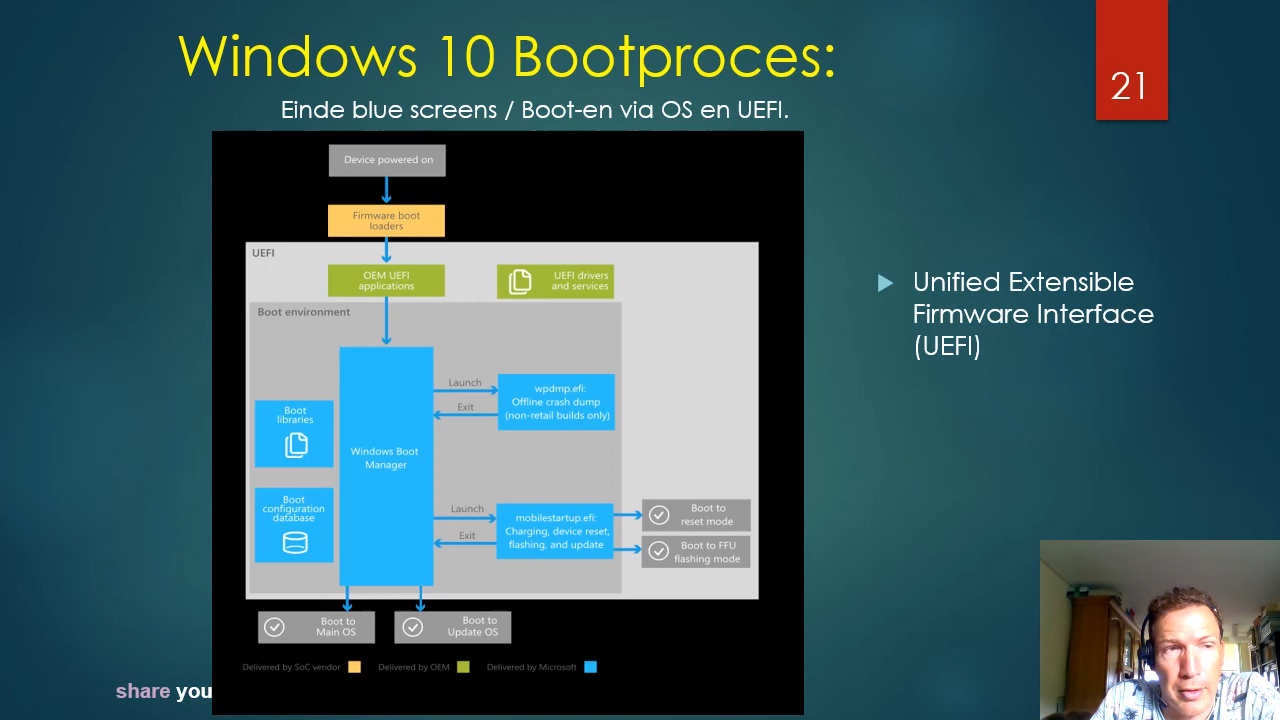 Windows 10 Bootproces:
21
Einde blue screens / Boot-en via OS en UEFI.
Device powered on
Firmware boot
loaders
UEFI
OEM UEFI
applications
UEFI drivers
and services
Boot environment
Windows Boot
Manager
Launch
Exit
wpdmp.efi:
Offline crash dump
(non-retail builds only)
Boot
libraries
Boot
configuration
database
Launch
Exit
mobilestartup.efi:
Charging, device reset,
flashing, and update
Boot to
reset mode
Boot to FFU
flashing mode
Boot to
Main OS
Boot to
Update OS
Delivered by SoC vendor
Delivered by OEM
Delivered by Microsoft
Unified Extensible
Firmware Interface
(UEFI)
share you